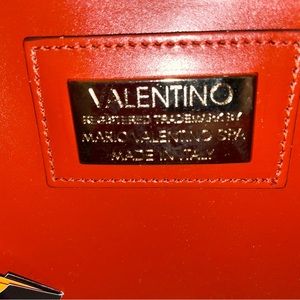 VALENTINO
REGISTERED TRADEMARK BY
MARIO VALENTINO SPA
MADE IN ITALY